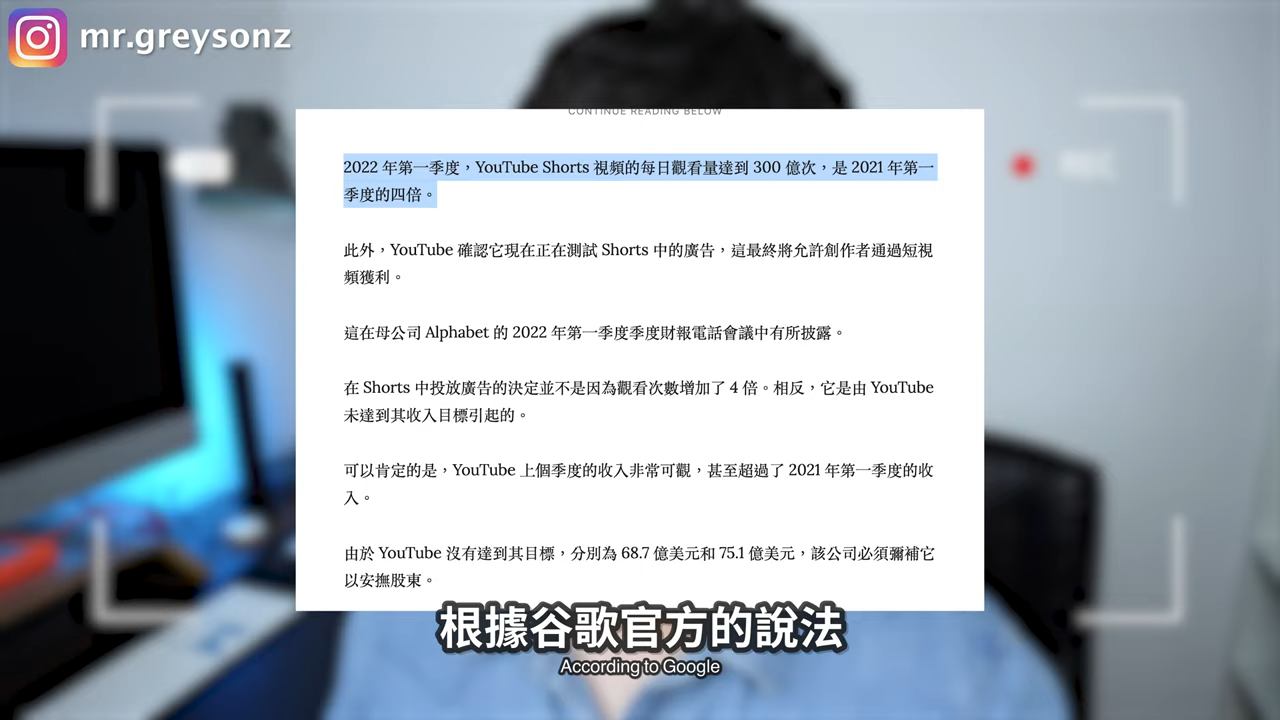 mr.greysonz
CONTINUE READING BELOW
2022 年第一季度，YouTube Shorts 視頻的每日觀看量達到 300 億次，是 2021 年第一
季度的四倍。
此外，YouTube 確認它現在正在測試 Shorts 中的廣告，這最終將允許創作者通過短視
頻獲利。
這在母公司 Alphabet 的 2022 年第一季度季度財報電話會議中有所披露。
在 Shorts 中投放廣告的決定並不是因為觀看次數增加了 4 倍。相反，它是由 YouTube
未達到其收入目標引起的。
可以肯定的是，YouTube 上個季度的收入非常可觀，甚至超過了 2021 年第一季度的收
入。
由於 YouTube 沒有達到其目標，分別為 68.7 億美元和 75.1 億美元，該公司必須彌補它
以安撫股東。
根據谷歌官方的說法
According to Google